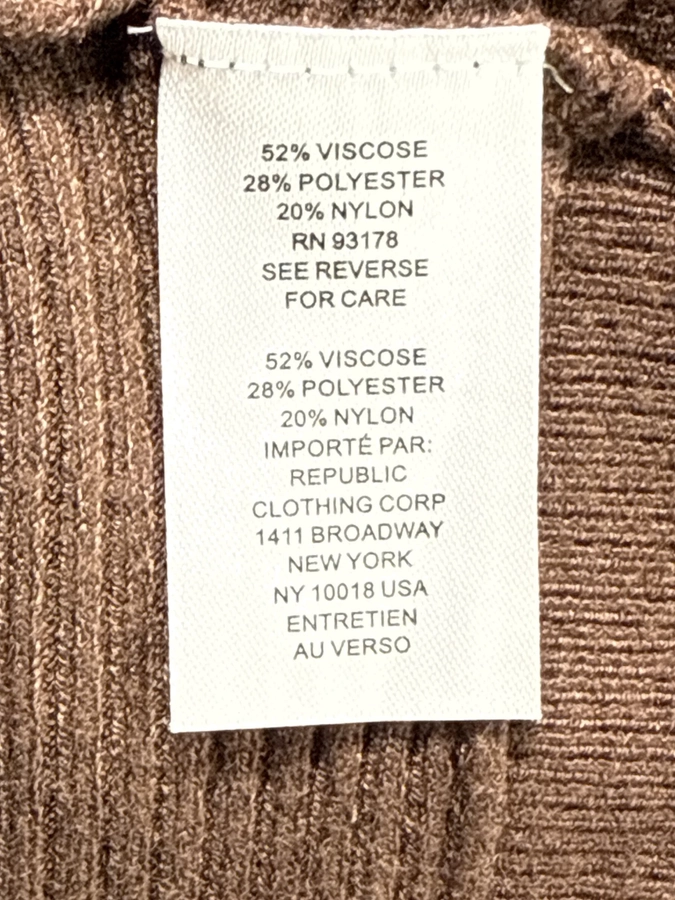 52% VISCOSE
28% POLYESTER
20% NYLON
RN 93178
SEE REVERSE
FOR CARE
52% VISCOSE
28% POLYESTER
20% NYLON
IMPORTÉ PAR:
REPUBLIC
CLOTHING CORP
1411 BROADWAY
NEW YORK
NY 10018 USA
ENTRETIEN
AU VERSO